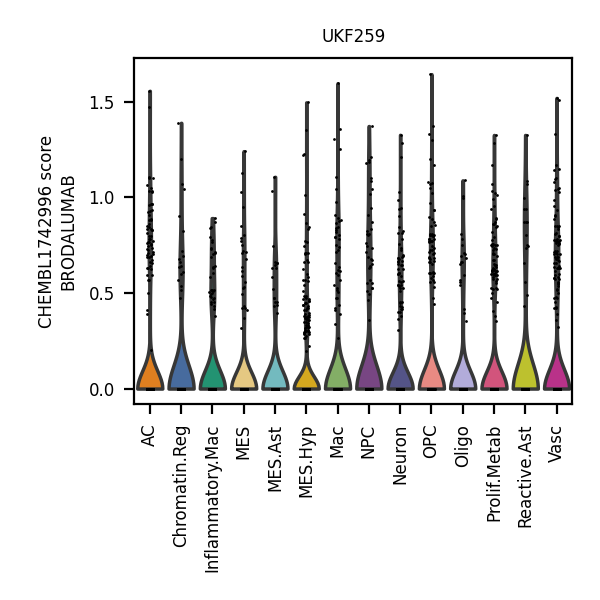 UKF259
CHEMBL1742996 score
BRODALUMAB
1.5
1.0
0.5
0.0
AC
Chromatin.Reg
Inflammatory.Mac
MES
MES.Ast
MES.Hyp
Mac
NPC
Neuron
OPC
Oligo
Prolif.Metab
Reactive.Ast
Vasc